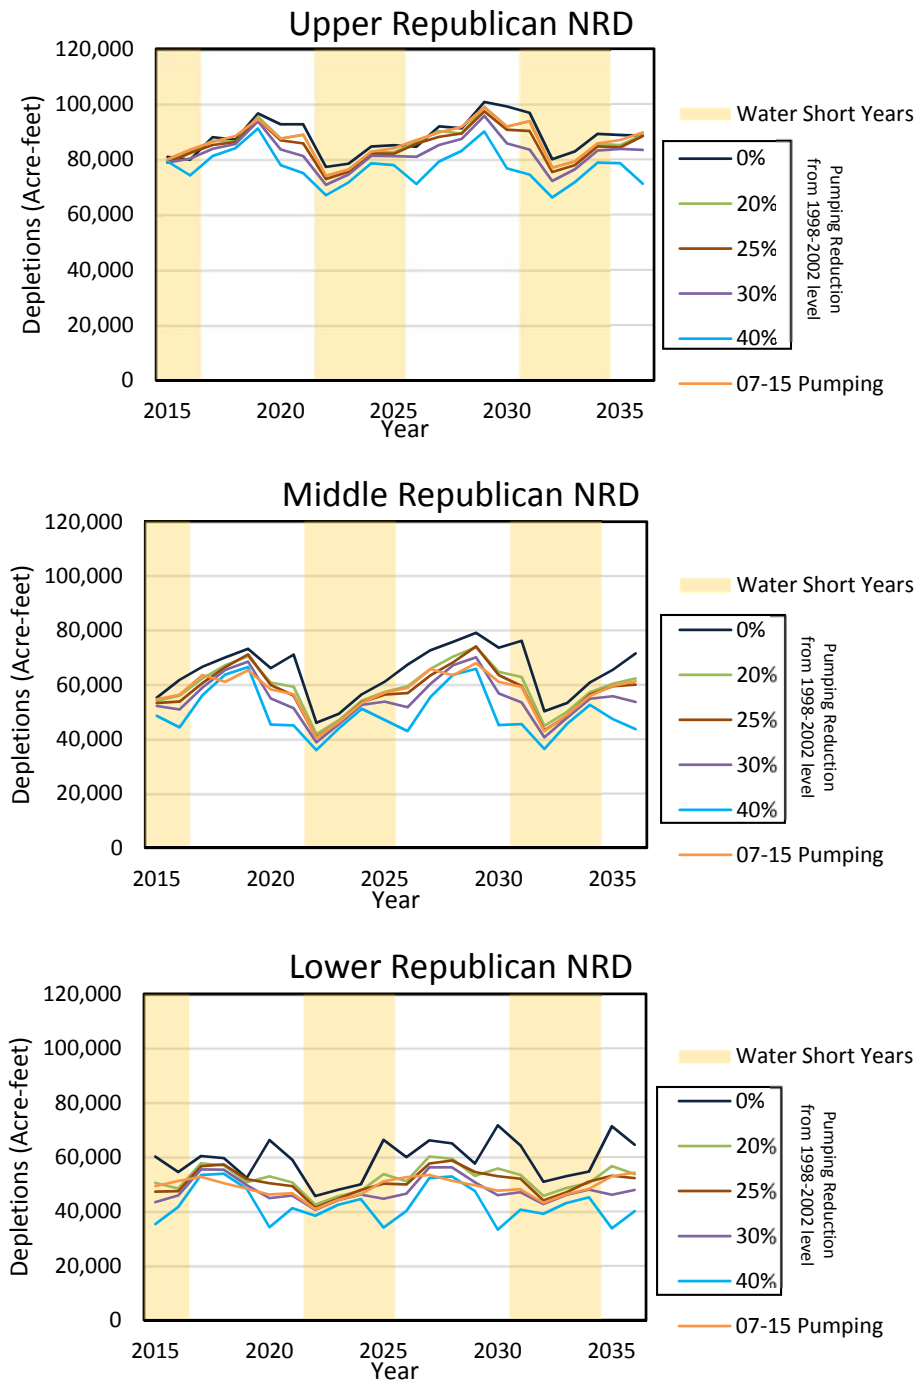 Upper Republican NRD
120,000
100,000
80,000
60,000
40,000
20,000
0
Depletions (Acre-feet)
2015 2020 2025 2030 2035
Year
Water Short Years
0%
20%
25%
30%
40%
Pumping Reduction
from 1998-2002 level
07-15 Pumping
Middle Republican NRD
120,000
100,000
80,000
60,000
40,000
20,000
0
Depletions (Acre-feet)
2015 2020 2025 2030 2035
Year
Water Short Years
0%
20%
25%
30%
40%
Pumping Reduction
from 1998-2002 level
07-15 Pumping
Lower Republican NRD
120,000
100,000
80,000
60,000
40,000
20,000
0
Depletions (Acre-feet)
2015 2020 2025 2030 2035
Year
Water Short Years
0%
20%
25%
30%
40%
Pumping Reduction
from 1998-2002 level
07-15 Pumping